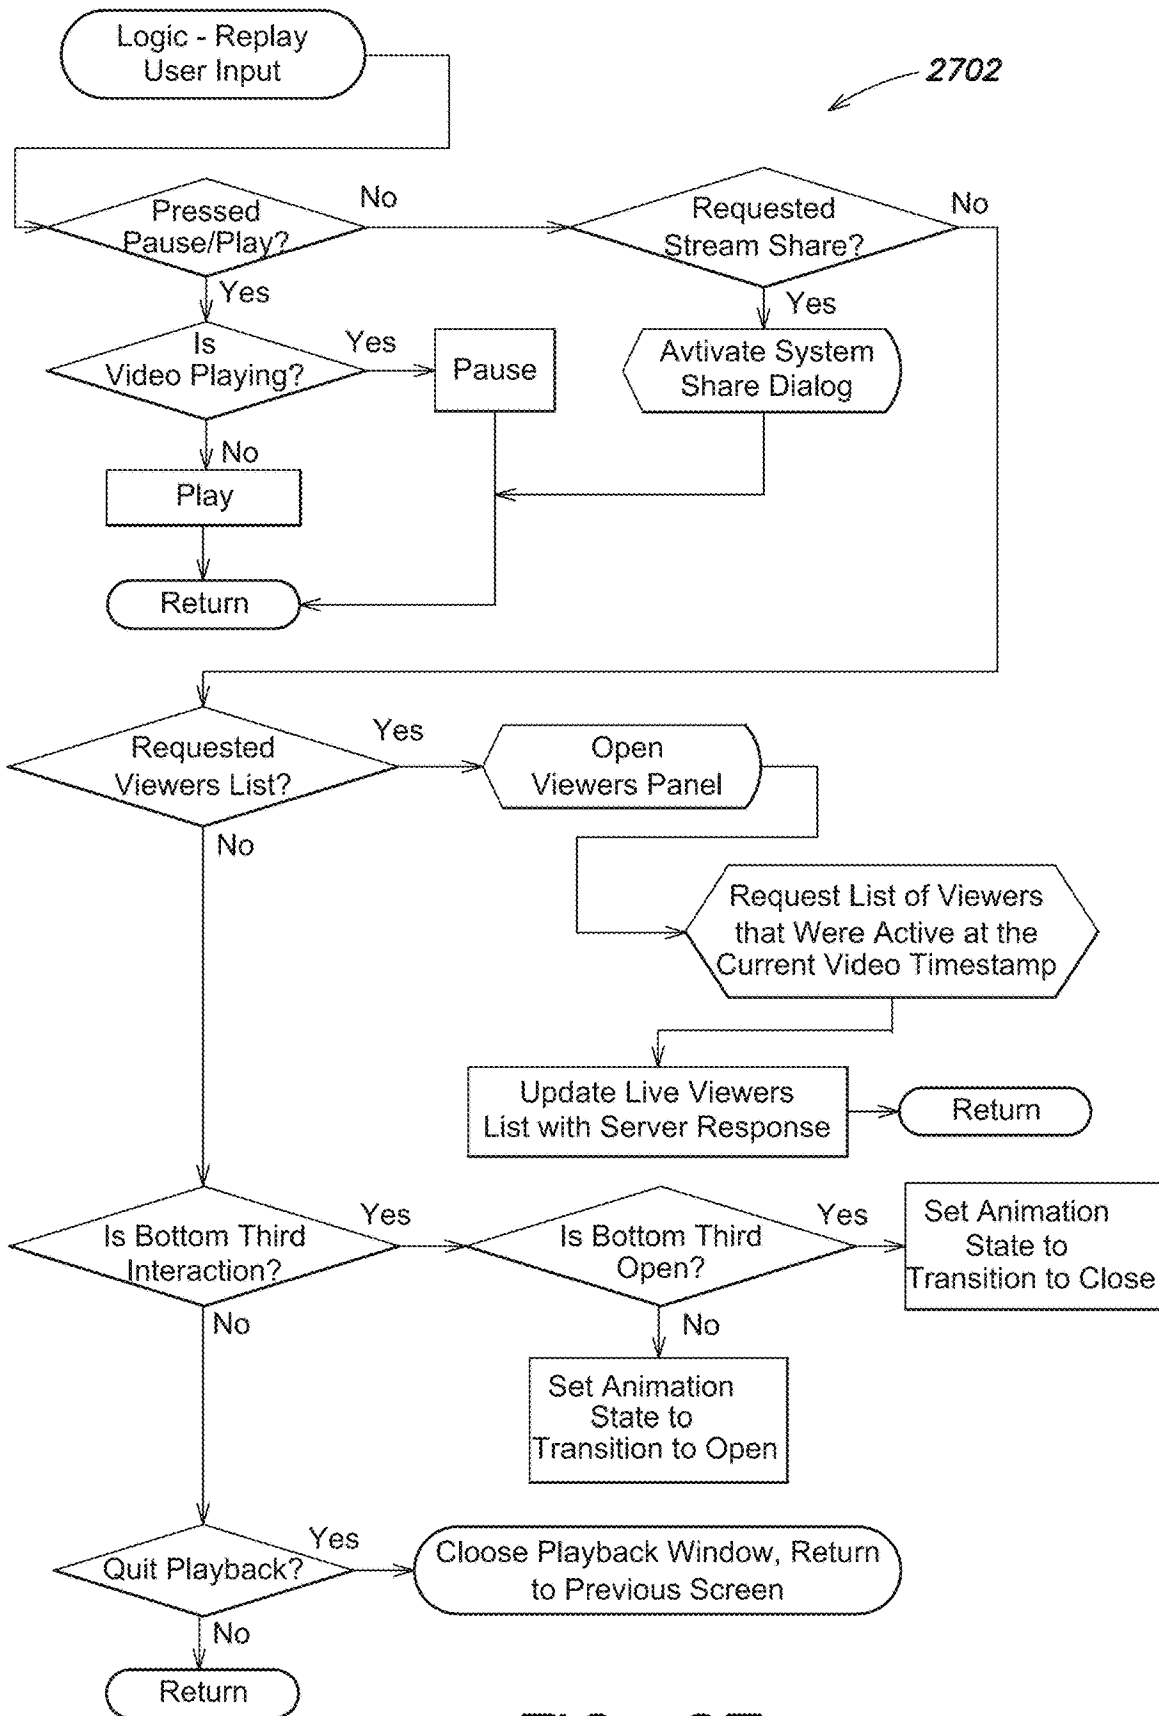 Logic - Replay
User Input
2702
Pressed
Pause/Play?
No
Requested
Stream Share?
No
Yes
Yes
Is
Video Playing?
Yes
Pause
Avtivate System
Share Dialog
No
Play
Return
Requested
Viewers List?
Yes
Open
Viewers Panel
No
Request List of Viewers
that Were Active at the
Current Video Timestamp
Update Live Viewers
List with Server Response
Return
Is Bottom Third
Interaction?
Yes
Is Bottom Third
Open?
Yes
Set Animation
State to
Transition to Close
No
No
Set Animation
State to
Transition to Open
Quit Playback?
Yes
Cloose Playback Window, Return
to Previous Screen
No
Return